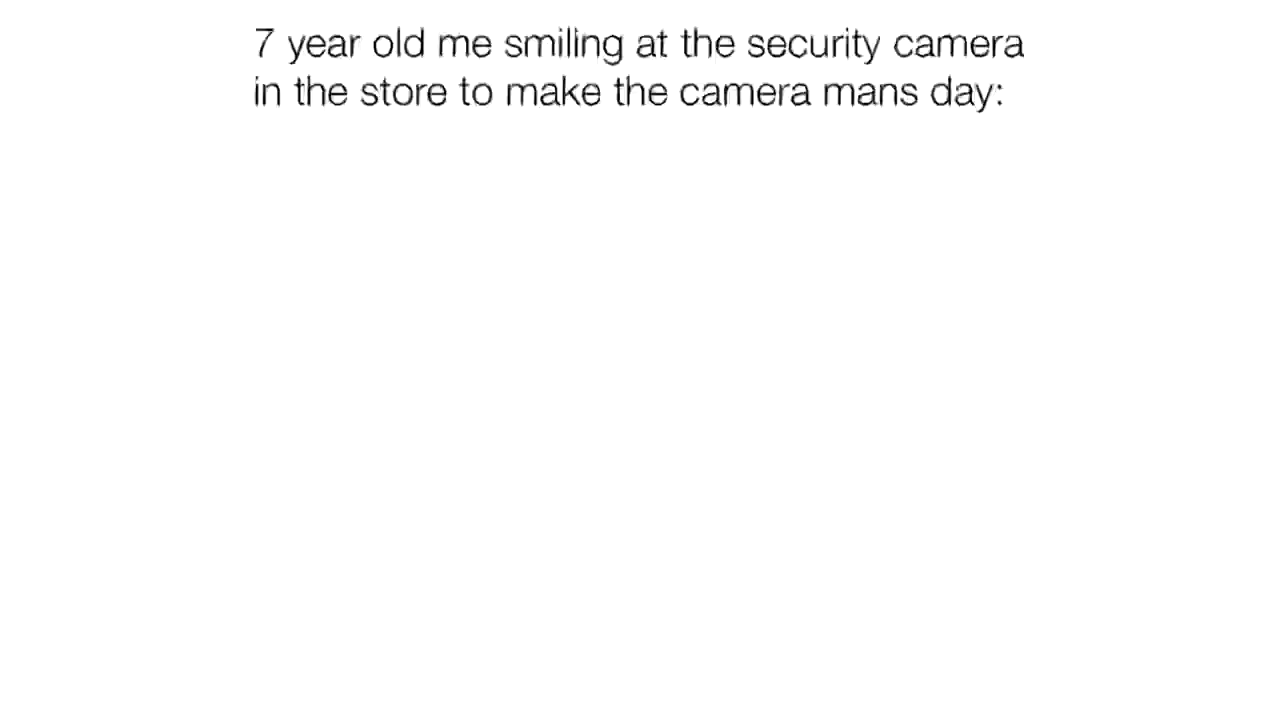 7 year old me smiling at the security camera
in the store to make the camera mans day: